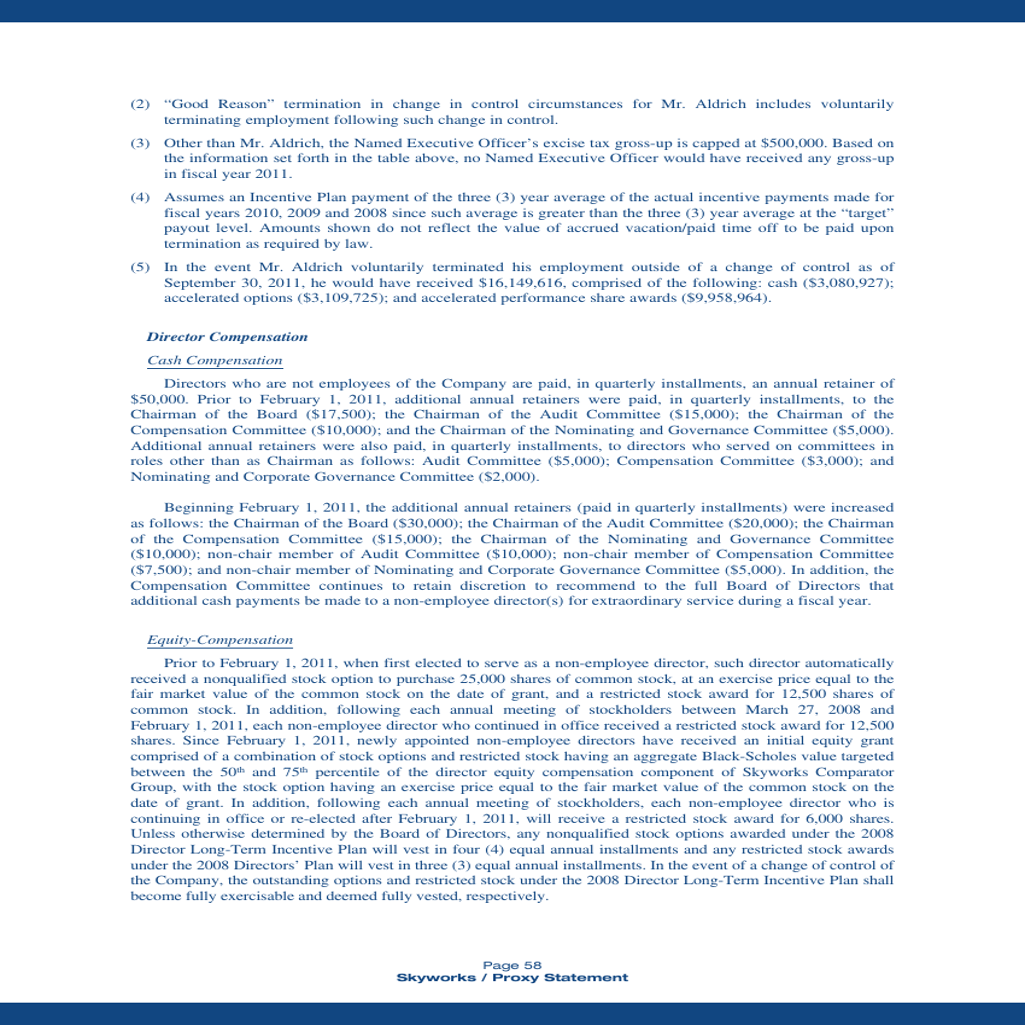 (2) “Good Reason” termination in change in control circumstances for Mr. Aldrich includes voluntarily
terminating employment following such change in control.
(3) Other than Mr. Aldrich, the Named Executive Officer’s excise tax gross-up is capped at $500,000. Based on
the information set forth in the table above, no Named Executive Officer would have received any gross-up
in fiscal year 2011.
(4) Assumes an Incentive Plan payment of the three (3) year average of the actual incentive payments made for
fiscal years 2010, 2009 and 2008 since such average is greater than the three (3) year average at the “target”
payout level. Amounts shown do not reflect the value of accrued vacation/paid time off to be paid upon
termination as required by law.
(5) In the event Mr. Aldrich voluntarily terminated his employment outside of a change of control as of
September 30, 2011, he would have received $16,149,616, comprised of the following: cash ($3,080,927);
accelerated options ($3,109,725); and accelerated performance share awards ($9,958,964).
Director Compensation
Cash Compensation
Directors who are not employees of the Company are paid, in quarterly installments, an annual retainer of
$50,000. Prior to February 1, 2011, additional annual retainers were paid, in quarterly installments, to the
Chairman of the Board ($17,500); the Chairman of the Audit Committee ($15,000); the Chairman of the
Compensation Committee ($10,000); and the Chairman of the Nominating and Governance Committee ($5,000).
Additional annual retainers were also paid, in quarterly installments, to directors who served on committees in
roles other than as Chairman as follows: Audit Committee ($5,000); Compensation Committee ($3,000); and
Nominating and Corporate Governance Committee ($2,000).
Beginning February 1, 2011, the additional annual retainers (paid in quarterly installments) were increased
as follows: the Chairman of the Board ($30,000); the Chairman of the Audit Committee ($20,000); the Chairman
of the Compensation Committee ($15,000); the Chairman of the Nominating and Governance Committee
($10,000); non-chair member of Audit Committee ($10,000); non-chair member of Compensation Committee
($7,500); and non-chair member of Nominating and Corporate Governance Committee ($5,000). In addition, the
Compensation Committee continues to retain discretion to recommend to the full Board of Directors that
additional cash payments be made to a non-employee director(s) for extraordinary service during a fiscal year.
Equity-Compensation
Prior to February 1, 2011, when first elected to serve as a non-employee director, such director automatically
received a nonqualified stock option to purchase 25,000 shares of common stock, at an exercise price equal to the
fair market value of the common stock on the date of grant, and a restricted stock award for 12,500 shares of
common stock. In addition, following each annual meeting of stockholders between March 27, 2008 and
February 1, 2011, each non-employee director who continued in office received a restricted stock award for 12,500
shares. Since February 1, 2011, newly appointed non-employee directors have received an initial equity grant
comprised of a combination of stock options and restricted stock having an aggregate Black-Scholes value targeted
between the 50th and 75th percentile of the director equity compensation component of Skyworks Comparator
Group, with the stock option having an exercise price equal to the fair market value of the common stock on the
date of grant. In addition, following each annual meeting of stockholders, each non-employee director who is
continuing in office or re-elected after February 1, 2011, will receive a restricted stock award for 6,000 shares.
Unless otherwise determined by the Board of Directors, any nonqualified stock options awarded under the 2008
Director Long-Term Incentive Plan will vest in four (4) equal annual installments and any restricted stock awards
under the 2008 Directors’ Plan will vest in three (3) equal annual installments. In the event of a change of control of
the Company, the outstanding options and restricted stock under the 2008 Director Long-Term Incentive Plan shall
become fully exercisable and deemed fully vested, respectively.
Page 58
Skyworks / Proxy Statement